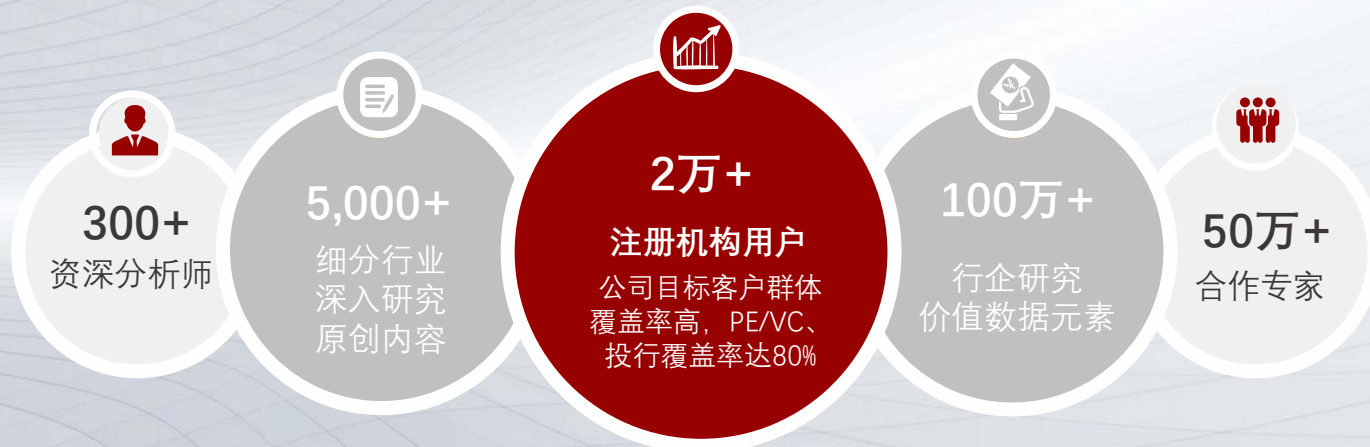 300+
资深分析师
5,000+
细分行业
深入研究
原创内容
2万+
注册机构用户
公司目标客户群体
覆盖率高，PE/VC、
投行覆盖率达80%
100万+
行企研究
价值数据元素
50万+
合作专家